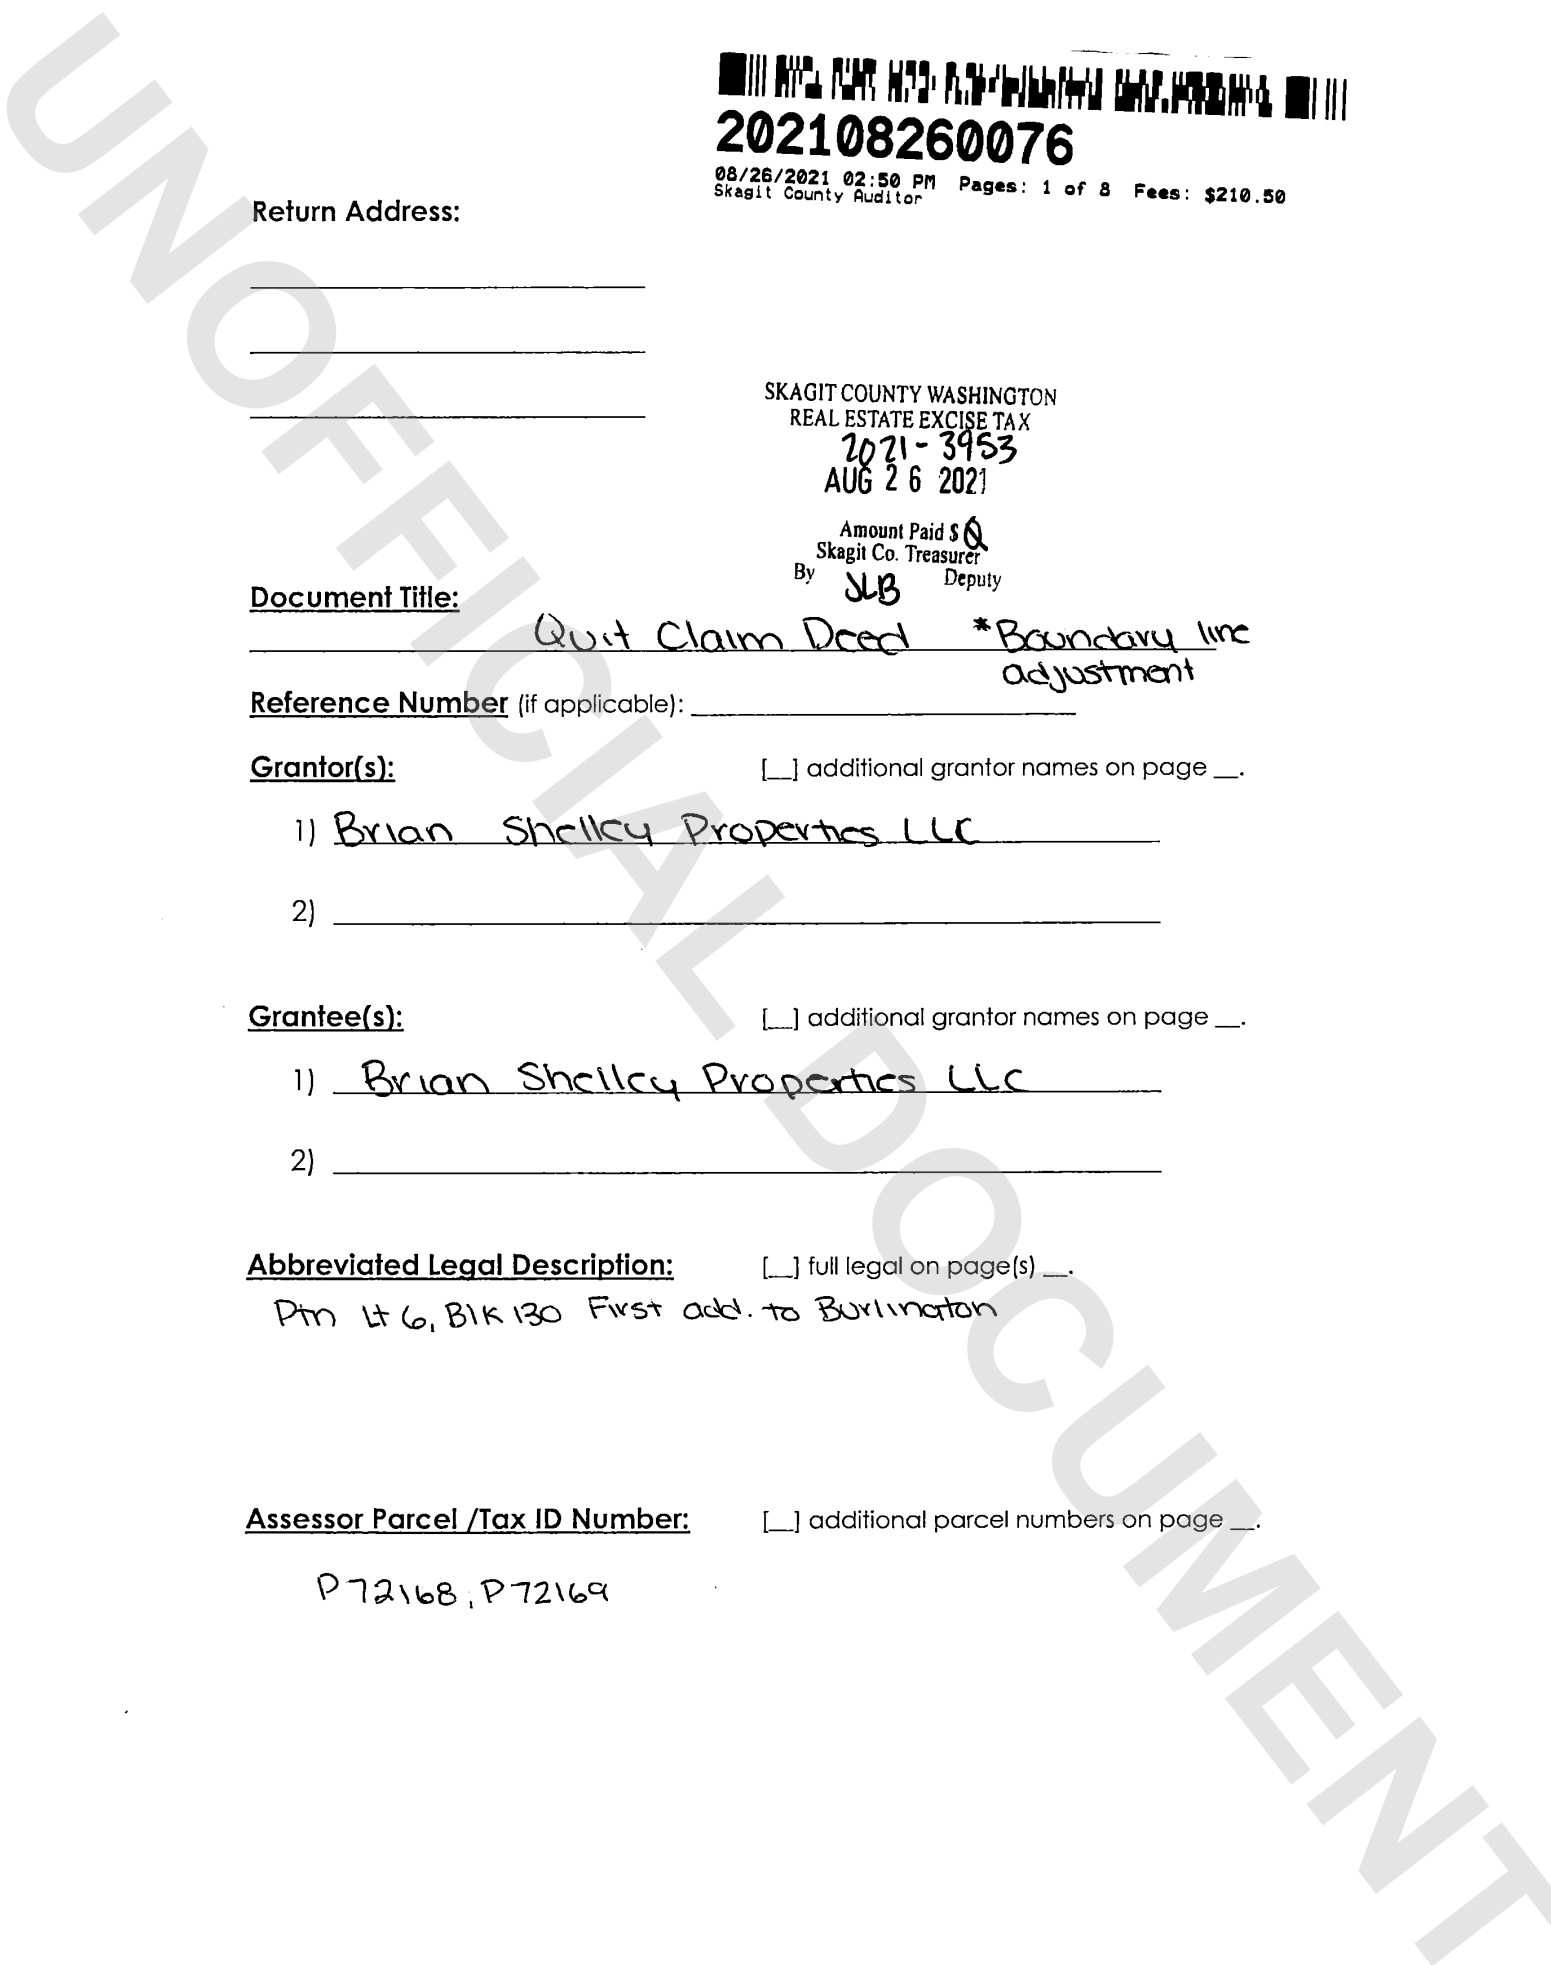 202108260076
08/26/2021 02:50 PM Pages: 1 of 8 Fees: $210.50
Skagit County Auditor
Return Address:
SKAGIT COUNTY WASHINGTON
REAL ESTATE EXCISE TAX
2021-3953
AUG 26 2021
Amount Paid $ 0
Skagit Co. Treasurer
By JLB Deputy
Document Title:
Quit Claim Deed *Boundary line
adjustment
Reference Number (if applicable):
Grantor(s): [__] additional grantor names on page __.
1) Brian Shelley Properties LLC
2)
Grantee(s): [__] additional grantor names on page __.
1) Brian Shelley Properties LLC
2)
Abbreviated Legal Description: [__] full legal on page(s) __.
Ptn Lt 6, Blk 130 First add. to Burlington
Assessor Parcel /Tax ID Number: [__] additional parcel numbers on page __.
P72168; P72169
UNOFFICIAL DOCUMENT